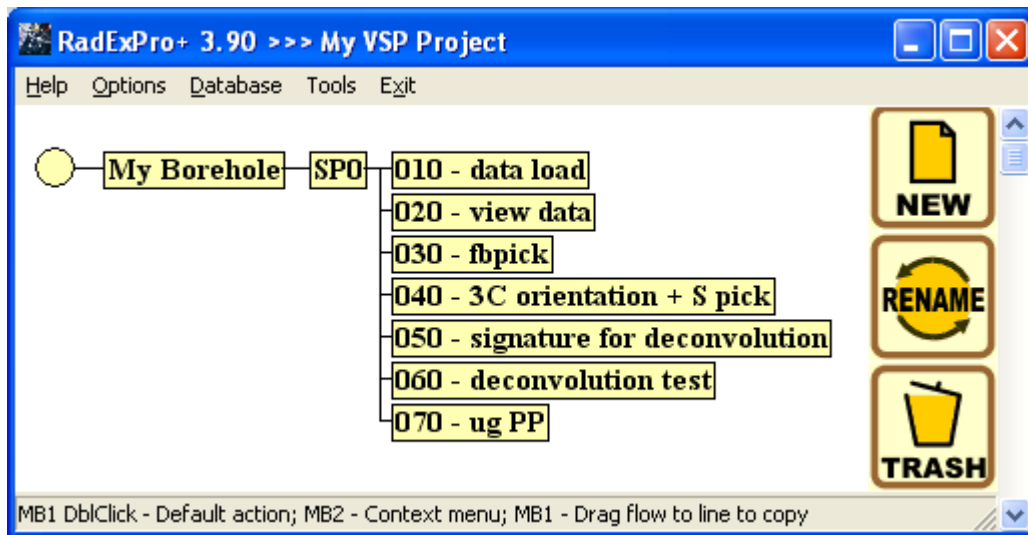 RadExPro+ 3.90 >>> My VSP Project
Help Options Database Tools Exit
My Borehole SP0 010 - data load
020 - view data
030 - fbpick
040 - 3C orientation + S pick
050 - signature for deconvolution
060 - deconvolution test
070 - ug PP
NEW
RENAME
TRASH
MB1 DblClick - Default action; MB2 - Context menu; MB1 - Drag flow to line to copy